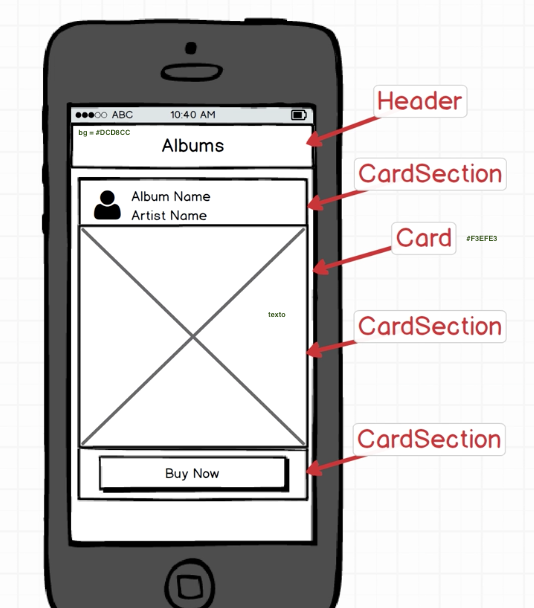 ABC 10:40 AM
bg = #DCD8CC
Albums
Header
CardSection
Album Name
Artist Name
Card
#F3EFE3
texto
CardSection
CardSection
Buy Now